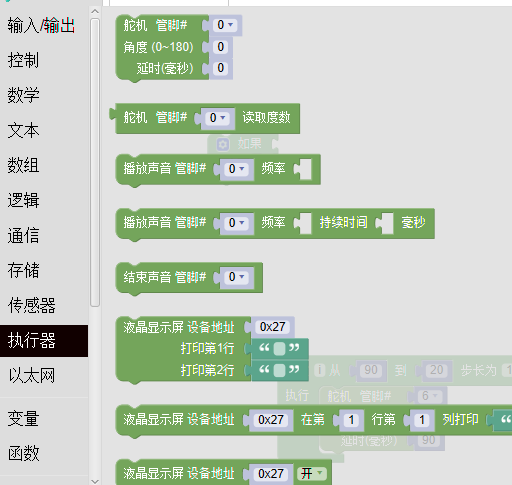 输入/输出
控制
数学
文本
数组
逻辑
通信
存储
传感器
执行器
以太网
变量
函数
舵机 管脚# 0
角度 (0~180) 0
延时(毫秒) 0
舵机 管脚# 0 读取度数
如果
播放声音 管脚# 0 频率
播放声音 管脚# 0 频率 持续时间 毫秒
结束声音 管脚# 0
液晶显示屏 设备地址 0x27
打印第1行 “ ”
打印第2行 “ ”
从 90 到 20 步长为
执行 舵机 管脚# 6
液晶显示屏 设备地址 0x27 在第 1 行第 1 列打印 “
延时(毫秒) 90
液晶显示屏 设备地址 0x27 开